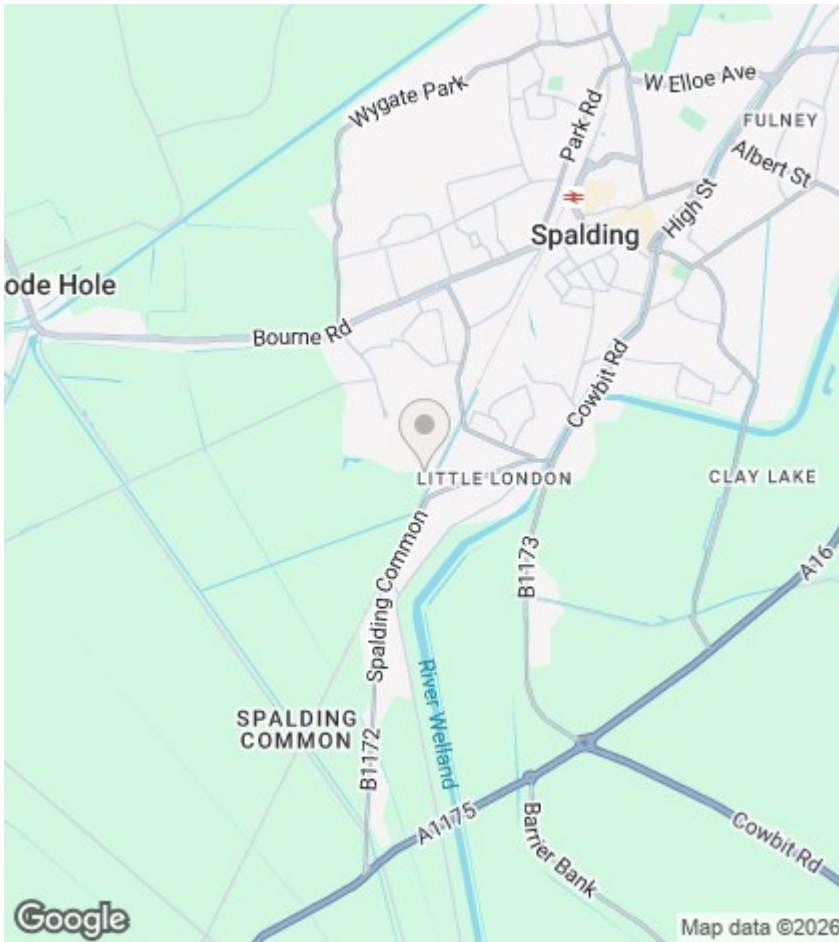 Wygate Park
W Elloe Ave
Park Rd
FULNEY
Albert St
High St
Spalding
ode Hole
Bourne Rd
Cowbit Rd
LITTLE LONDON
CLAY LAKE
Spalding Common
B1173
A16
River Welland
SPALDING
COMMON
B1172
A1175
Barrier Bank
Cowbit Rd
Google
Map data ©2026